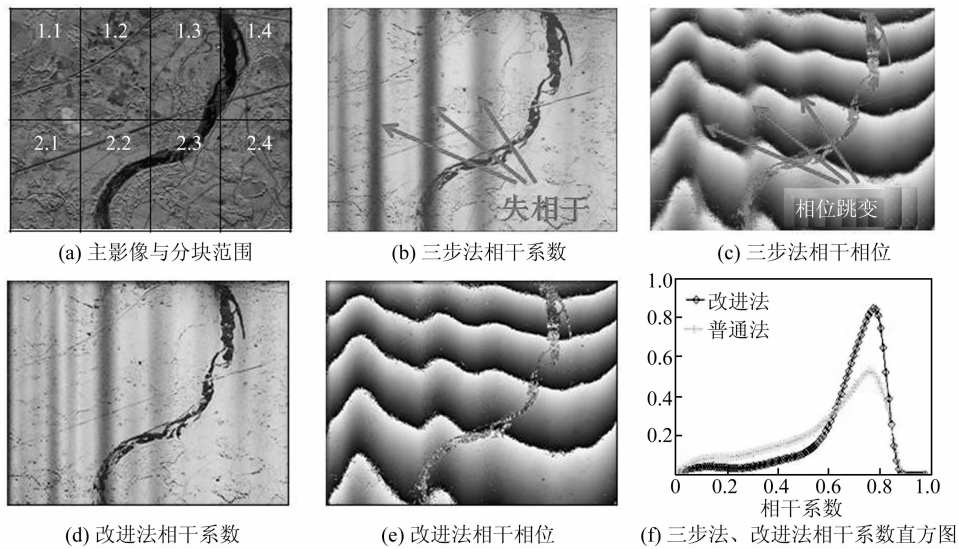 1.1 1.2 1.3 1.4
2.1 2.2 2.3 2.4
失相干
相位跳变
(a) 主影像与分块范围
(b) 三步法相干系数
(c) 三步法相干相位
1.0
0.8
0.6
0.4
0.2
改进法
普通法
0 0.2 0.4 0.6 0.8 1.0
相干系数
(d) 改进法相干系数
(e) 改进法相干相位
(f) 三步法、改进法相干系数直方图